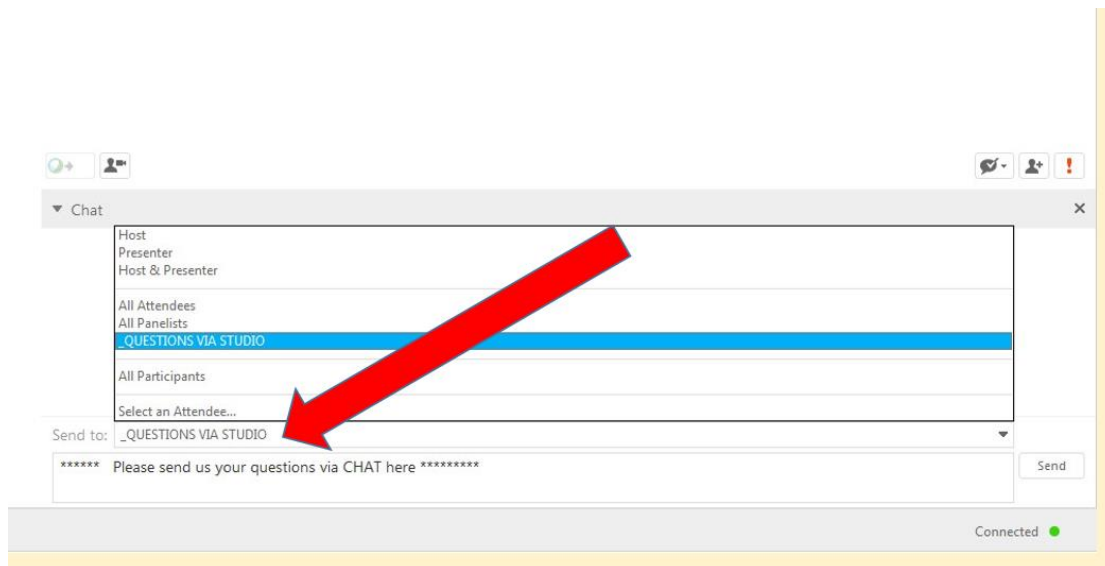 Chat
Host
Presenter
Host & Presenter
All Attendees
All Panelists
_QUESTIONS VIA STUDIO
All Participants
Select an Attendee...
Send to: _QUESTIONS VIA STUDIO
****** Please send us your questions via CHAT here *********
Send
Connected